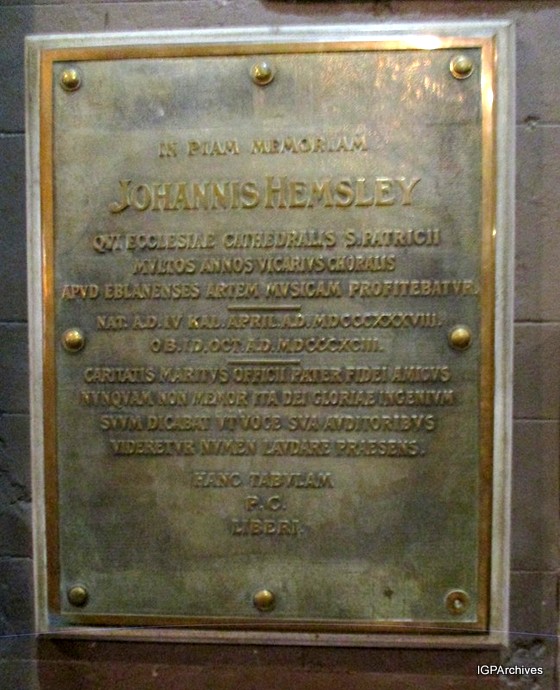 IN PIAM MEMORIAM
JOHANNIS HEMSLEY
QVI ECCLESIAE CATHEDRALIS S. PATRICII
MVLTOS ANNOS VICARIVS CHORALIS
APVD EBLANENSES ARTEM MVSICAM PROFITEBATVR.
NAT. A.D. IV KAL. APRIL. A.D. MDCCCXXXVIII.
OB. I.D. OCT. A.D. MDCCCXCIII.
CARITATIS MARITVS OFFICII PATER FIDEI AMICVS
NVNQVAM NON MEMOR ITA DEI GLORIAE INGENIVM
SVVM DICABAT VT VOCE SVA AUDITORIBVS
VIDERETVR NVMEN LAVDARE PRAESENS.
HANC TABVLAM
P. C.
LIBERI.
IGPArchives